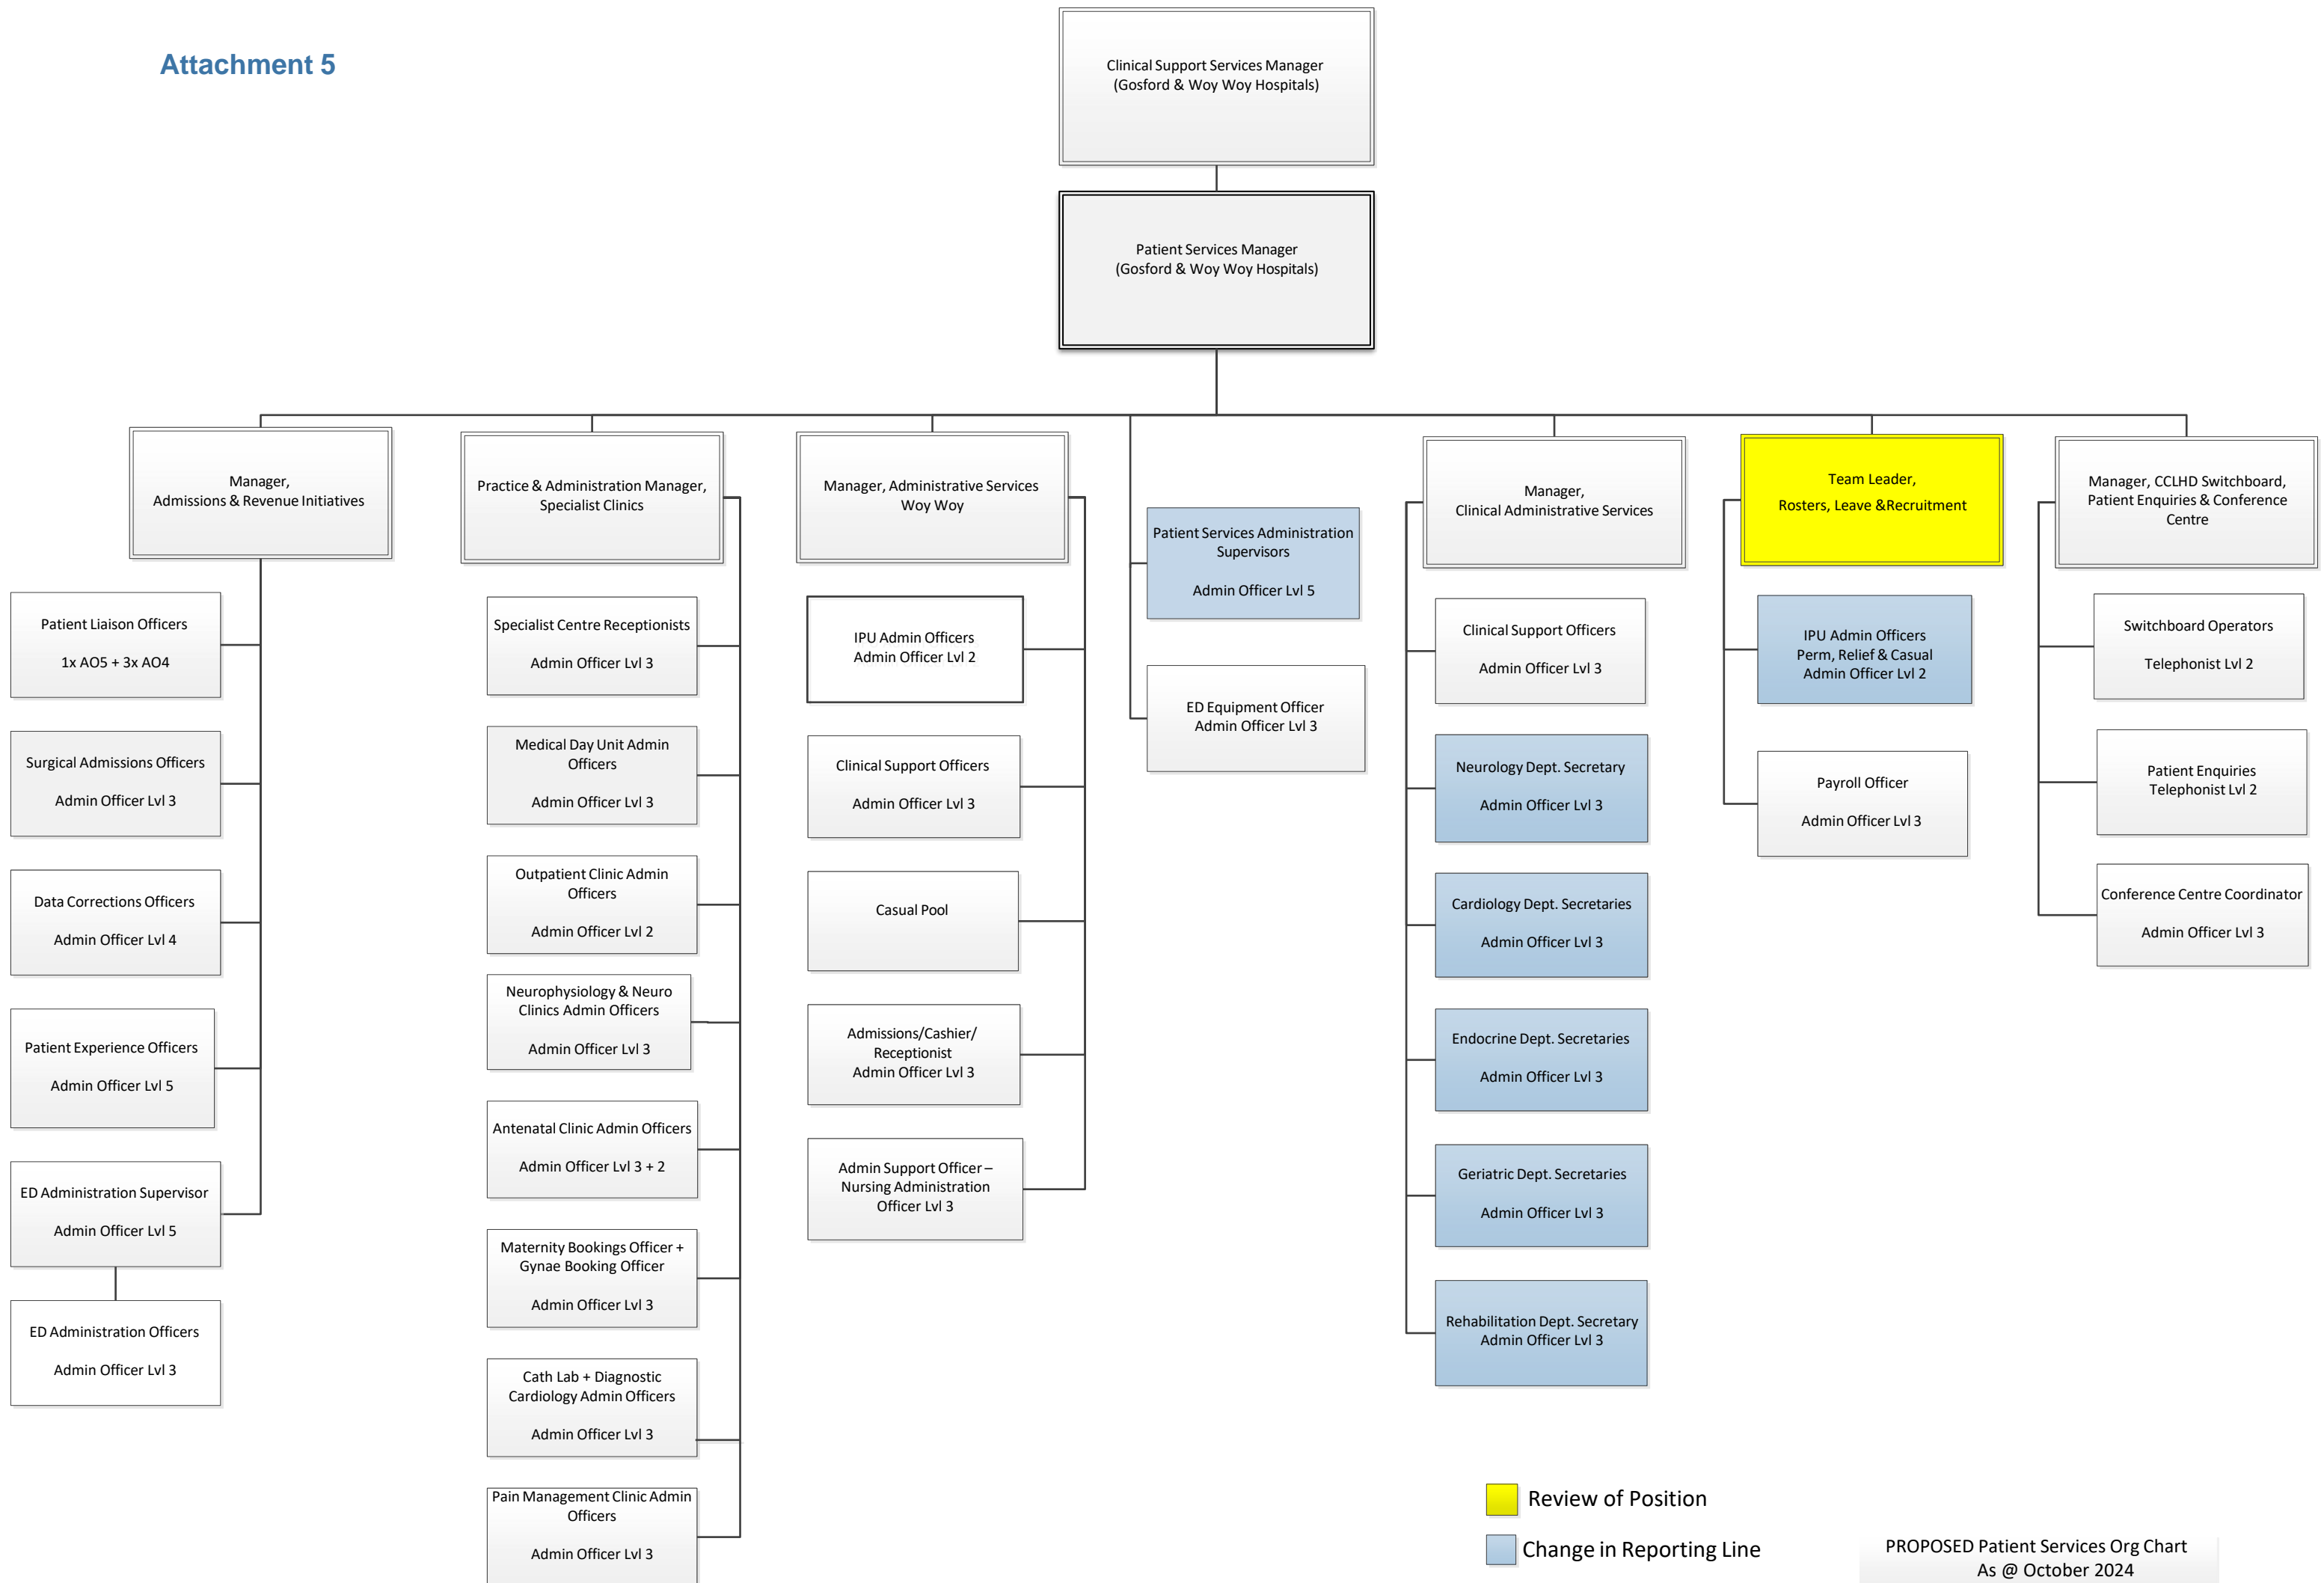 Attachment 5
Clinical Support Services Manager
(Gosford & Woy Woy Hospitals)
Patient Services Manager
(Gosford & Woy Woy Hospitals)
Manager,
Admissions & Revenue Initiatives
Patient Liaison Officers
1x AO5 + 3x AO4
Surgical Admissions Officers
Admin Officer Lvl 3
Data Corrections Officers
Admin Officer Lvl 4
Patient Experience Officers
Admin Officer Lvl 5
ED Administration Supervisor
Admin Officer Lvl 5
ED Administration Officers
Admin Officer Lvl 3
Practice & Administration Manager,
Specialist Clinics
Specialist Centre Receptionists
Admin Officer Lvl 3
Medical Day Unit Admin
Officers
Admin Officer Lvl 3
Outpatient Clinic Admin
Officers
Admin Officer Lvl 2
Neurophysiology & Neuro
Clinics Admin Officers
Admin Officer Lvl 3
Antenatal Clinic Admin Officers
Admin Officer Lvl 3 + 2
Maternity Bookings Officer +
Gynae Booking Officer
Admin Officer Lvl 3
Cath Lab + Diagnostic
Cardiology Admin Officers
Admin Officer Lvl 3
Pain Management Clinic Admin
Officers
Admin Officer Lvl 3
Manager, Administrative Services
Woy Woy
IPU Admin Officers
Admin Officer Lvl 2
Clinical Support Officers
Admin Officer Lvl 3
Casual Pool
Admissions/Cashier/
Receptionist
Admin Officer Lvl 3
Admin Support Officer –
Nursing Administration
Officer Lvl 3
Patient Services Administration
Supervisors
Admin Officer Lvl 5
ED Equipment Officer
Admin Officer Lvl 3
Manager,
Clinical Administrative Services
Clinical Support Officers
Admin Officer Lvl 3
Neurology Dept. Secretary
Admin Officer Lvl 3
Cardiology Dept. Secretaries
Admin Officer Lvl 3
Endocrine Dept. Secretaries
Admin Officer Lvl 3
Geriatric Dept. Secretaries
Admin Officer Lvl 3
Rehabilitation Dept. Secretary
Admin Officer Lvl 3
Team Leader,
Rosters, Leave &Recruitment
IPU Admin Officers
Perm, Relief & Casual
Admin Officer Lvl 2
Payroll Officer
Admin Officer Lvl 3
Manager, CCLHD Switchboard,
Patient Enquiries & Conference
Centre
Switchboard Operators
Telephonist Lvl 2
Patient Enquiries
Telephonist Lvl 2
Conference Centre Coordinator
Admin Officer Lvl 3
Review of Position
Change in Reporting Line
PROPOSED Patient Services Org Chart
As @ October 2024